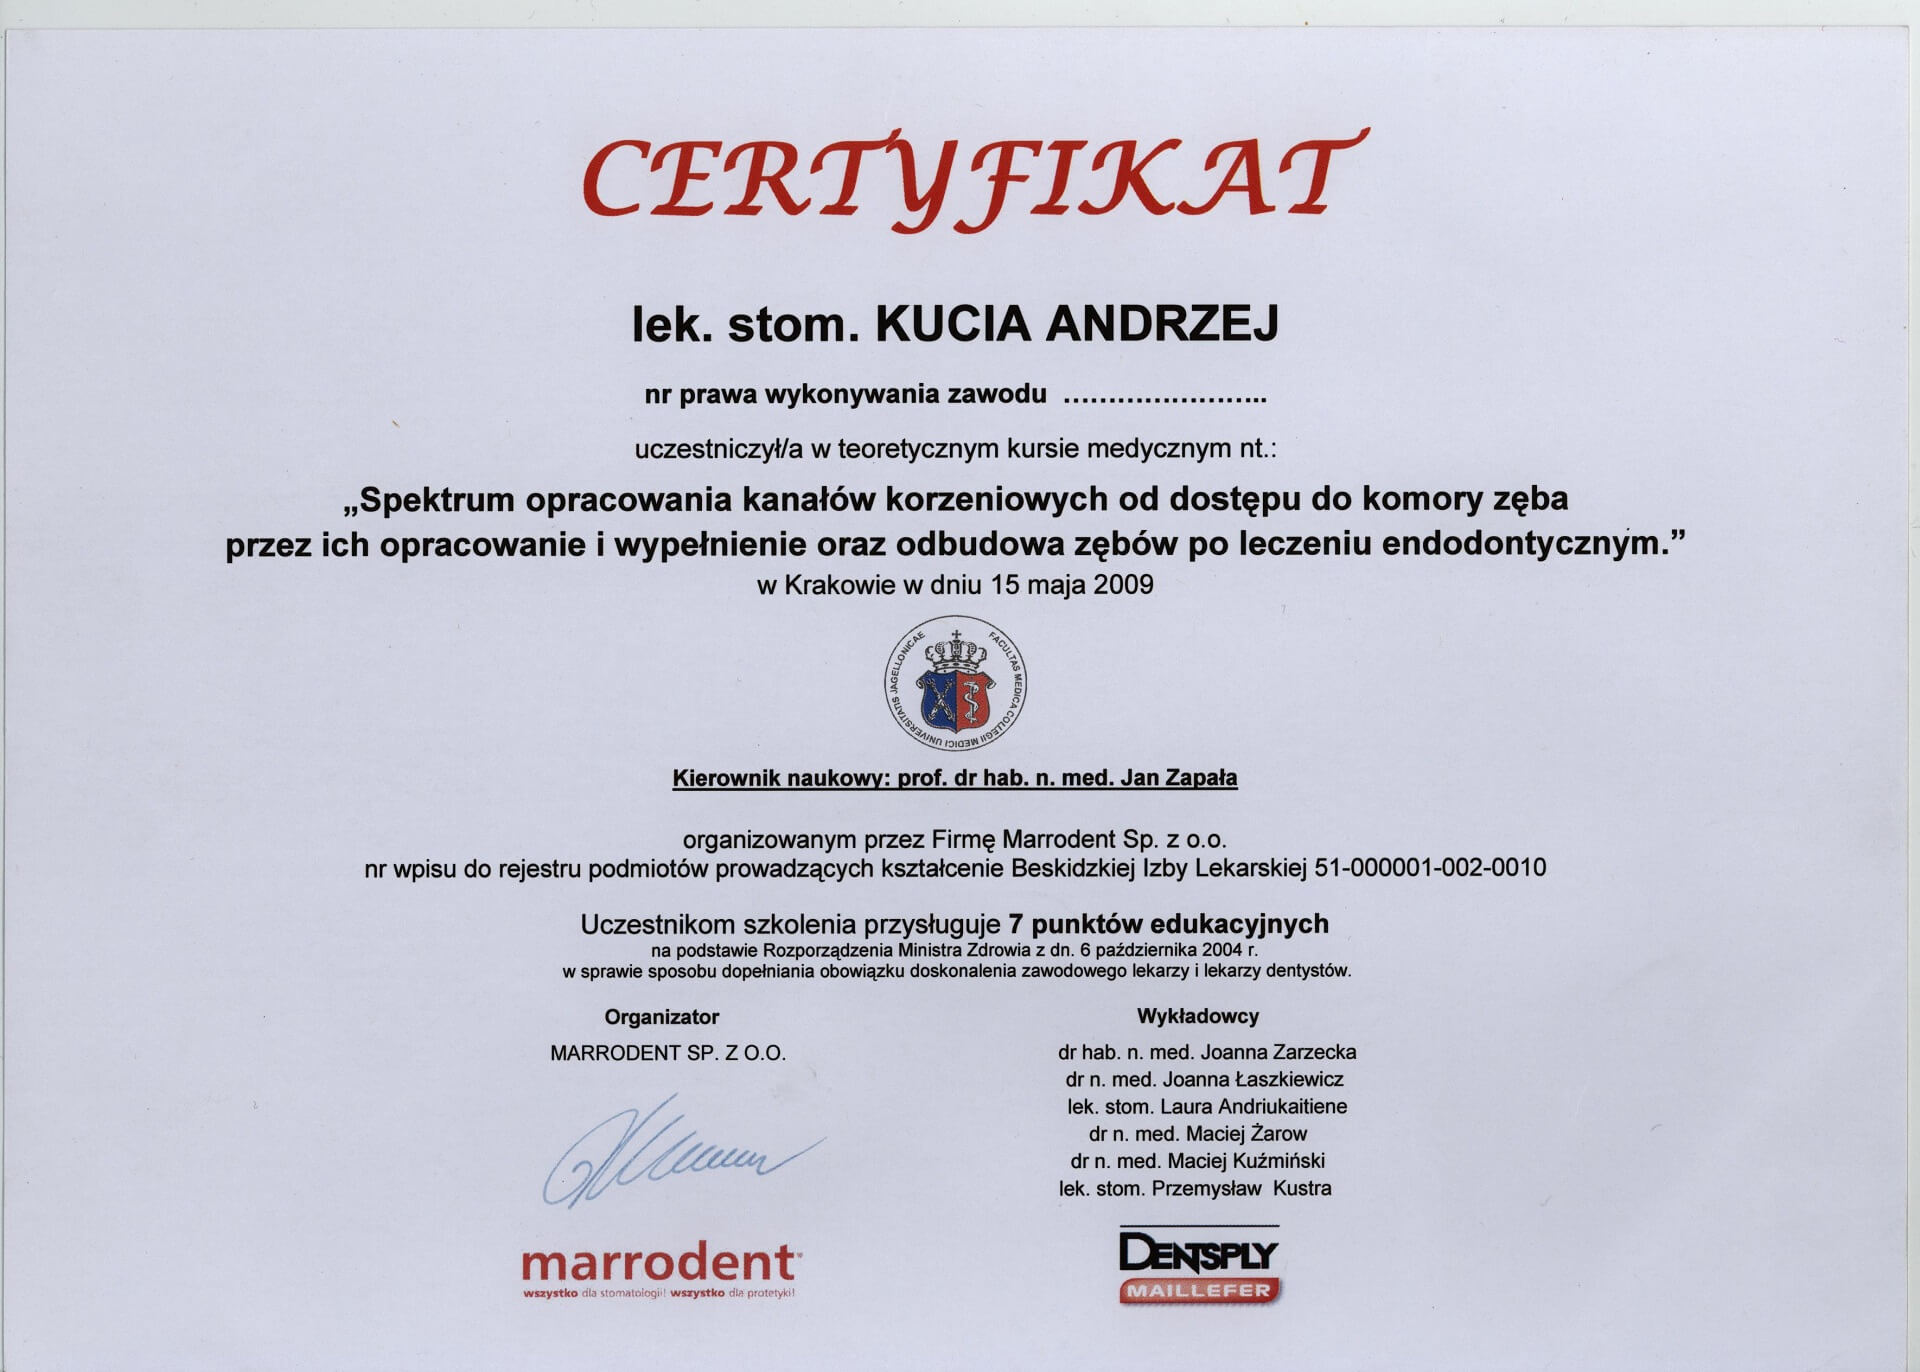 CERTYFIKAT
lek. stom. KUCIA ANDRZEJ
nr prawa wykonywania zawodu ……………………..
uczestniczył/a w teoretycznym kursie medycznym nt.:
„Spektrum opracowania kanałów korzeniowych od dostępu do komory zęba
przez ich opracowanie i wypełnienie oraz odbudowa zębów po leczeniu endodontycznym.”
w Krakowie w dniu 15 maja 2009
FACULTAS MEDICA COLLEGII MEDICI UNIVERSITATIS JAGELLONICAE
Kierownik naukowy: prof. dr hab. n. med. Jan Zapała
organizowanym przez Firmę Marrodent Sp. z o.o.
nr wpisu do rejestru podmiotów prowadzących kształcenie Beskidzkiej Izby Lekarskiej 51-000001-002-0010
Uczestnikom szkolenia przysługuje 7 punktów edukacyjnych
na podstawie Rozporządzenia Ministra Zdrowia z dn. 6 października 2004 r.
w sprawie sposobu dopełniania obowiązku doskonalenia zawodowego lekarzy i lekarzy dentystów.
Organizator
MARRODENT SP. Z O.O.
Wykładowcy
dr hab. n. med. Joanna Zarzecka
dr n. med. Joanna Łaszkiewicz
lek. stom. Laura Andriukaitiene
dr n. med. Maciej Żarow
dr n. med. Maciej Kuźmiński
lek. stom. Przemysław Kustra
marrodent
wszystko dla stomatologii! wszystko dla protetyki!
DENTSPLY
MAILLEFER